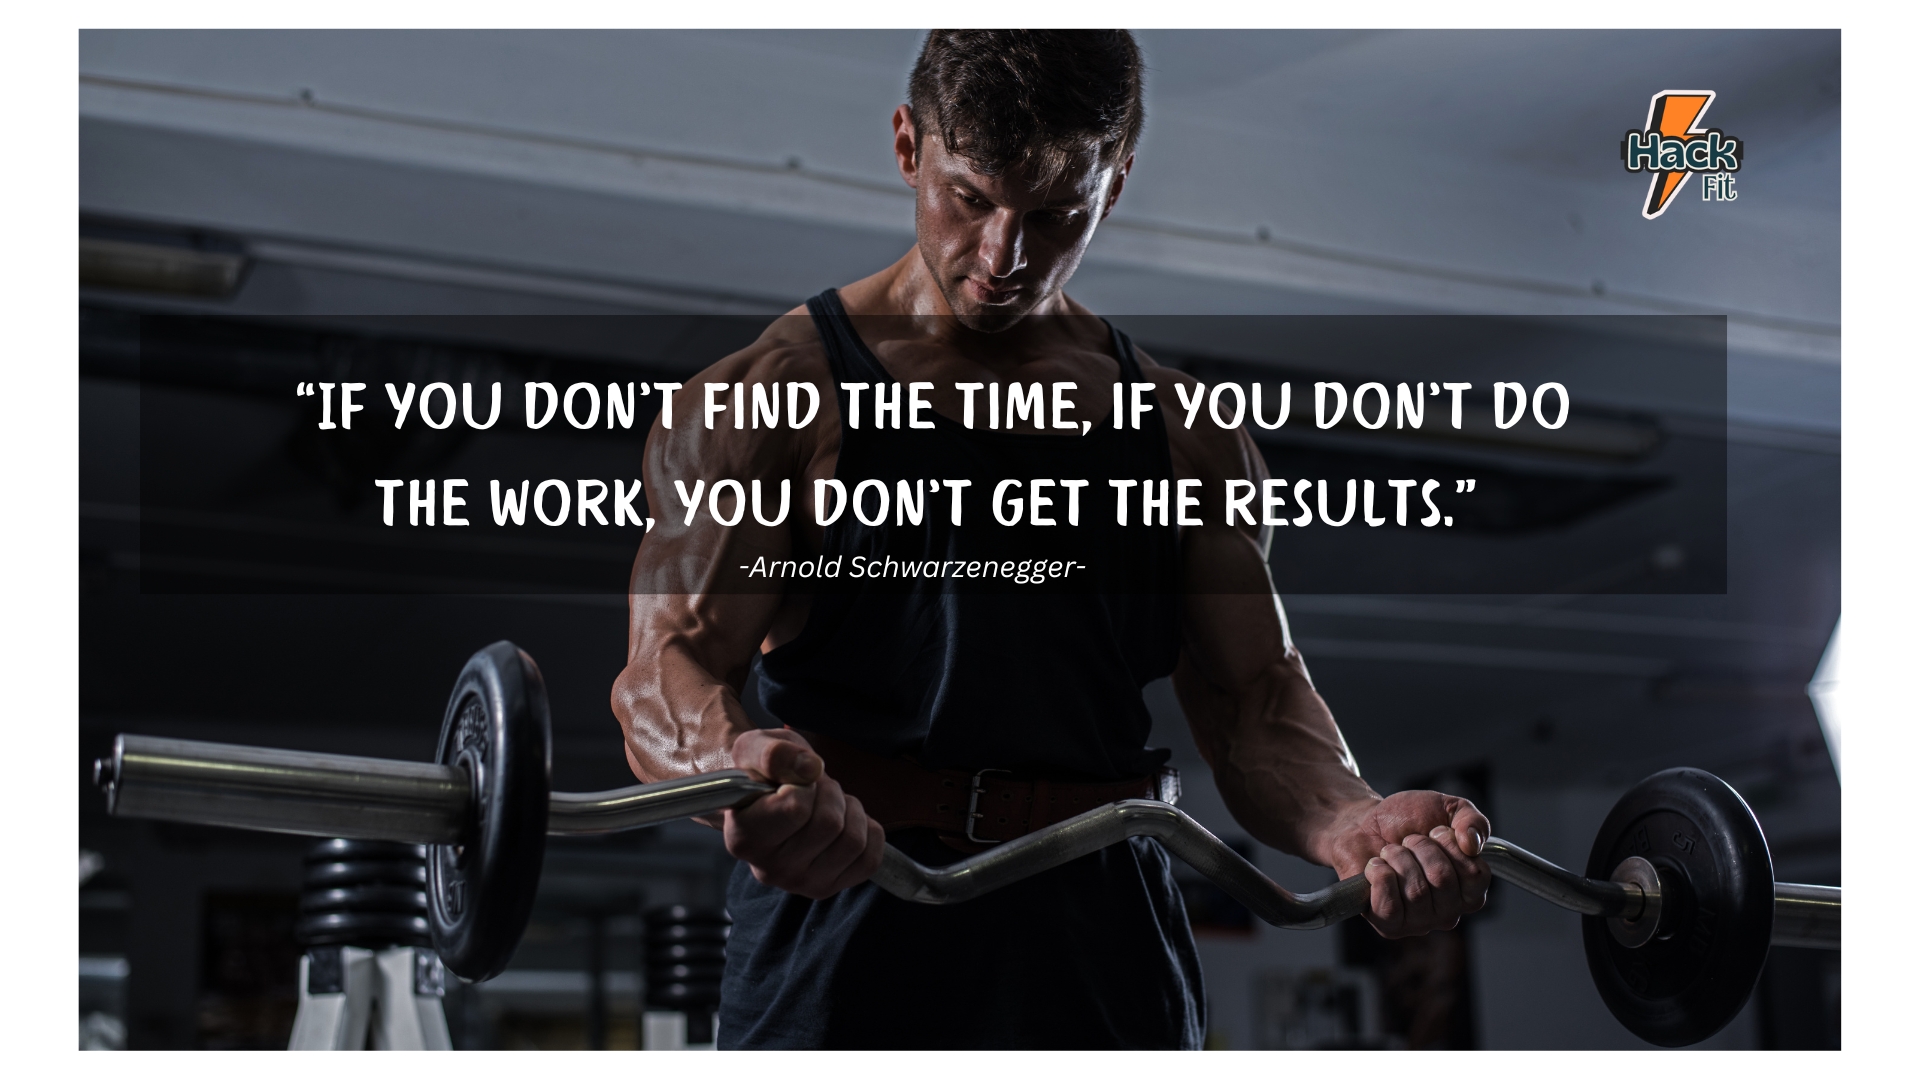 Hack
Fit
“IF YOU DON’T FIND THE TIME, IF YOU DON’T DO
THE WORK, YOU DON’T GET THE RESULTS.”
-Arnold Schwarzenegger-
5